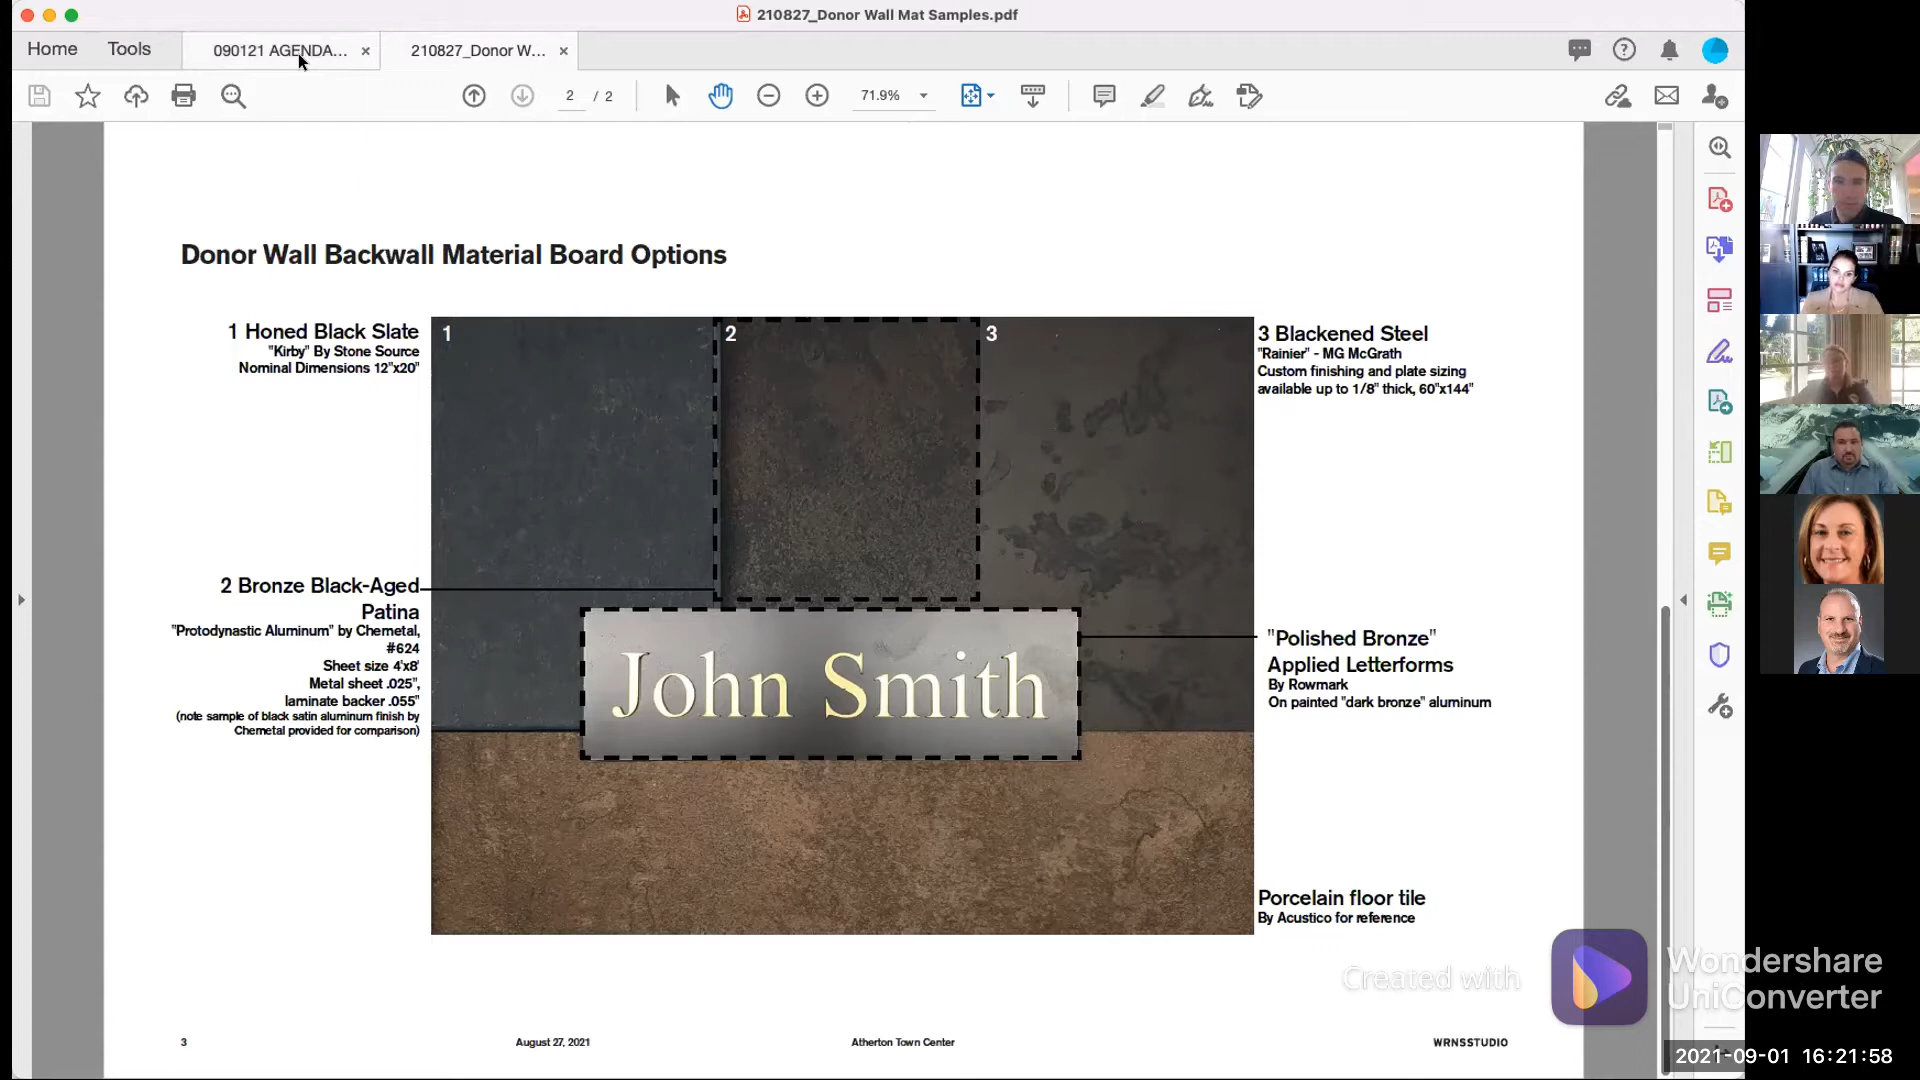 210827_Donor Wall Mat Samples.pdf
Home
Tools
090121 AGENDA...
210827_Donor W...
2 / 2
71.9%
Donor Wall Backwall Material Board Options
1 Honed Black Slate
"Kirby" By Stone Source
Nominal Dimensions 12"x20"
1
2
3
3 Blackened Steel
"Rainier" - MG McGrath
Custom finishing and plate sizing
available up to 1/8" thick, 60"x144"
2 Bronze Black-Aged
Patina
"Protodynastic Aluminum" by Chemetal,
#624
Sheet size 4'x8'
Metal sheet .025",
laminate backer .055"
(note sample of black satin aluminum finish by
Chemetal provided for comparison)
John Smith
"Polished Bronze"
Applied Letterforms
By Rowmark
On painted "dark bronze" aluminum
Porcelain floor tile
By Acustico for reference
Created with
Wondershare
UniConverter
3
August 27, 2021
Atherton Town Center
WRNSSTUDIO
2021-09-01 16:21:58